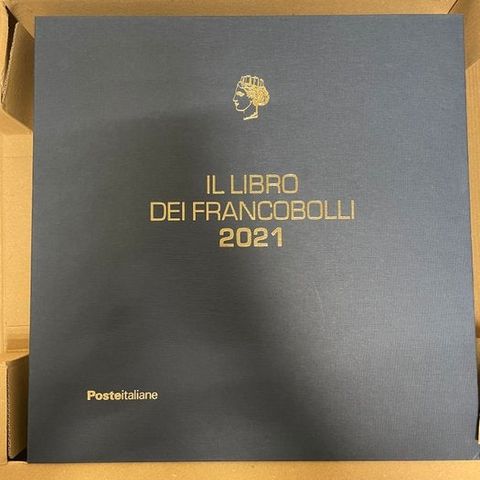 IL LIBRO
DEI FRANCOBOLLI
2021
Posteitaliane